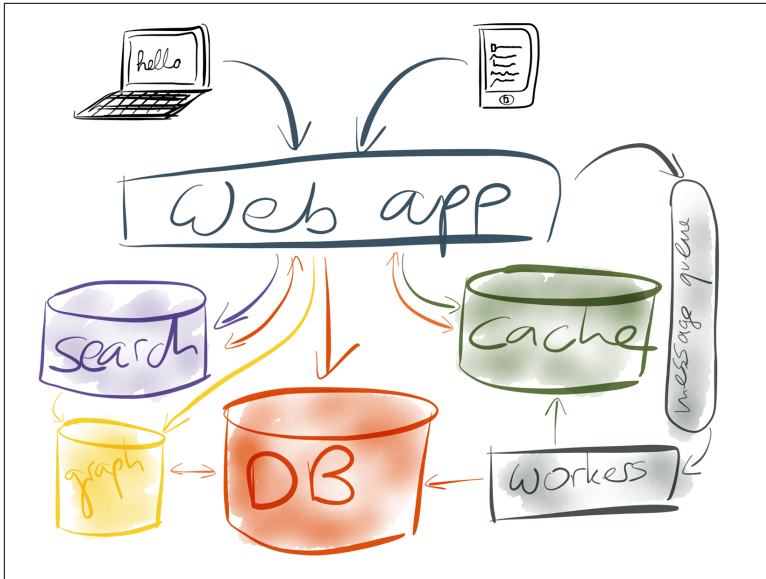 hello
Web app
message queue
search
cache
graph
DB
workers